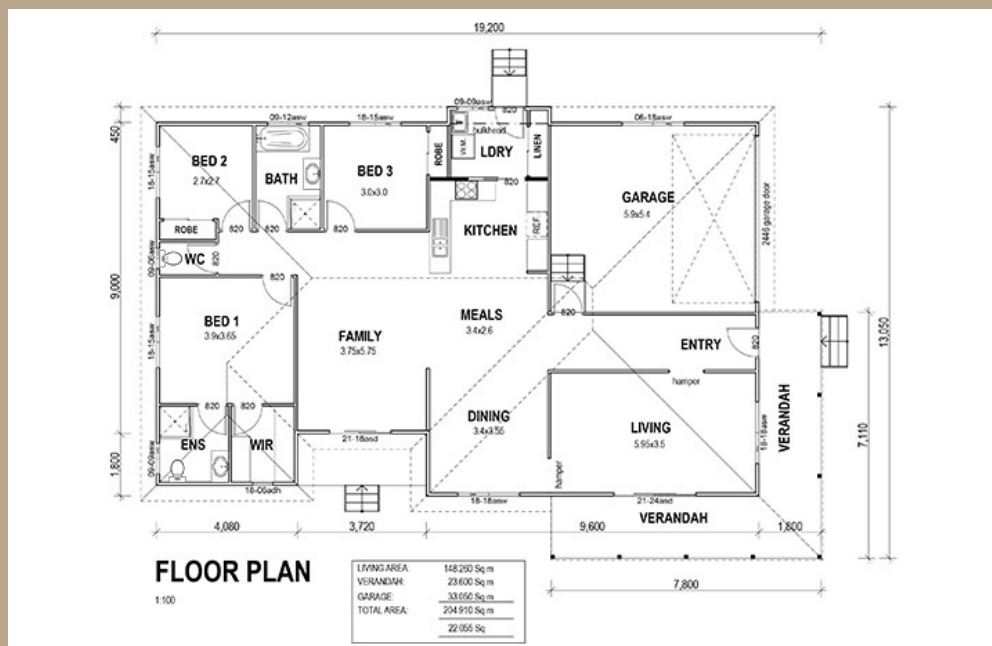 19,200
09-09asw
820
09-12asw
18-15asw
06-18asw
450
bulkhead
W.M.
LDRY
LINEN
BED 2
2.7x2.7
BATH
BED 3
3.0x3.0
ROBE
18-15asw
820
GARAGE
5.9x5.4
2446 garage door
ROBE
820
820
820
KITCHEN
REF.
WC
820
09-06asw
820
9,000
13,050
BED 1
3.9x3.65
FAMILY
3.75x5.75
MEALS
3.4x2.6
820
ENTRY
820
18-15asw
hamper
820
820
DINING
3.4x3.55
LIVING
5.95x3.5
18-18asw
VERANDAH
7,110
ENS
WIR
21-18asd
09-09asw
1,800
hamper
18-06adh
18-18asw
21-24asd
VERANDAH
4,080
3,720
9,600
1,800
7,800
FLOOR PLAN
1:100
LIVING AREA: 148.260 Sq.m
VERANDAH: 23.600 Sq.m
GARAGE: 33.050 Sq.m
TOTAL AREA: 204.910 Sq.m
22.055 Sq